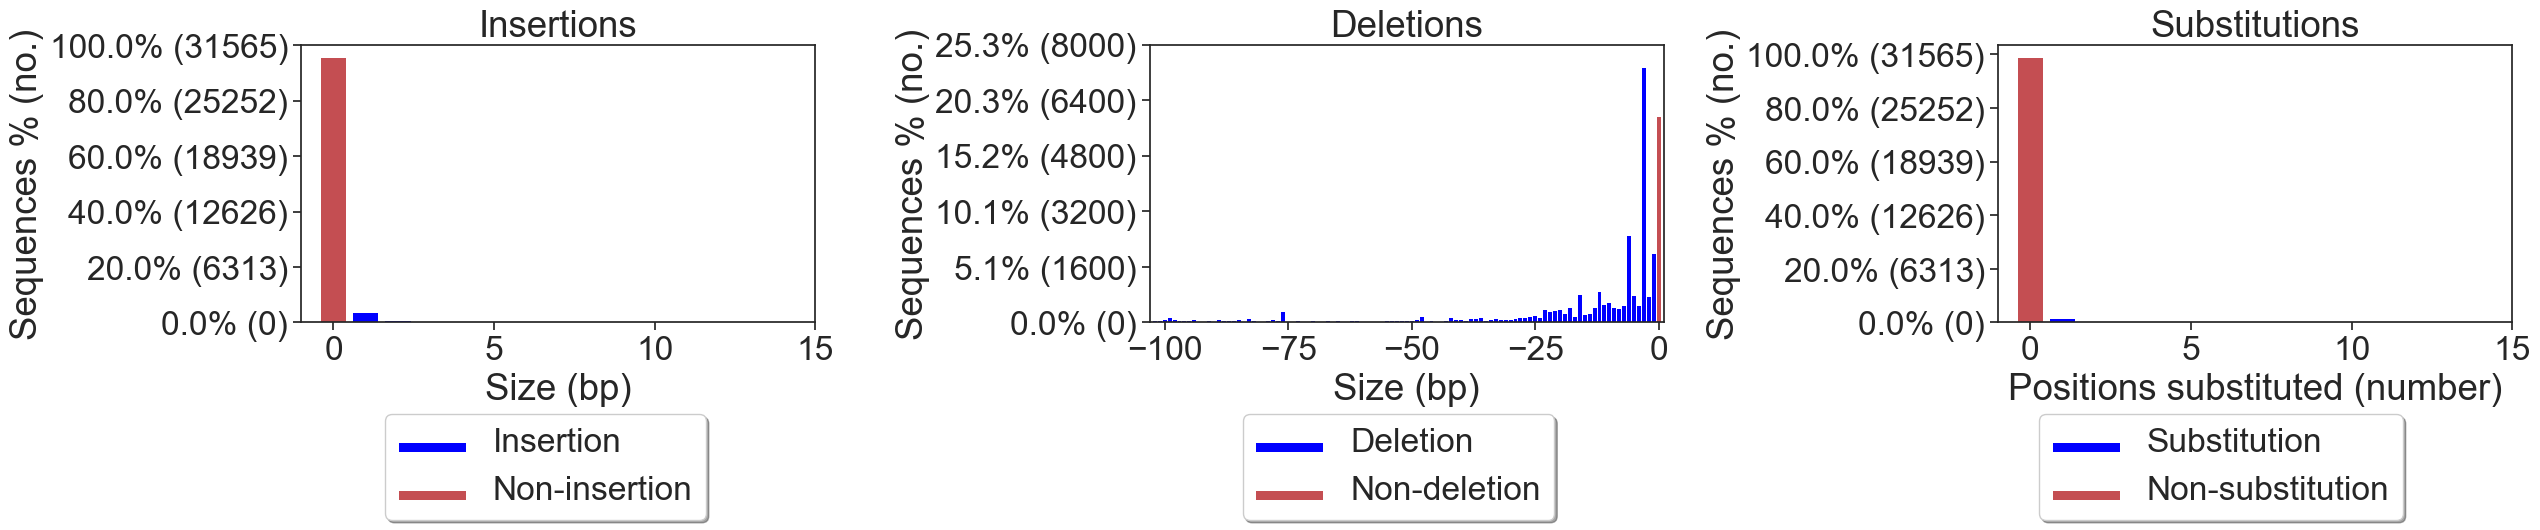 Insertions
Sequences % (no.)
100.0% (31565)
80.0% (25252)
60.0% (18939)
40.0% (12626)
20.0% (6313)
0.0% (0)
0 5 10 15
Size (bp)
Insertion
Non-insertion
Deletions
Sequences % (no.)
25.3% (8000)
20.3% (6400)
15.2% (4800)
10.1% (3200)
5.1% (1600)
0.0% (0)
−100 −75 −50 −25 0
Size (bp)
Deletion
Non-deletion
Substitutions
Sequences % (no.)
100.0% (31565)
80.0% (25252)
60.0% (18939)
40.0% (12626)
20.0% (6313)
0.0% (0)
0 5 10 15
Positions substituted (number)
Substitution
Non-substitution